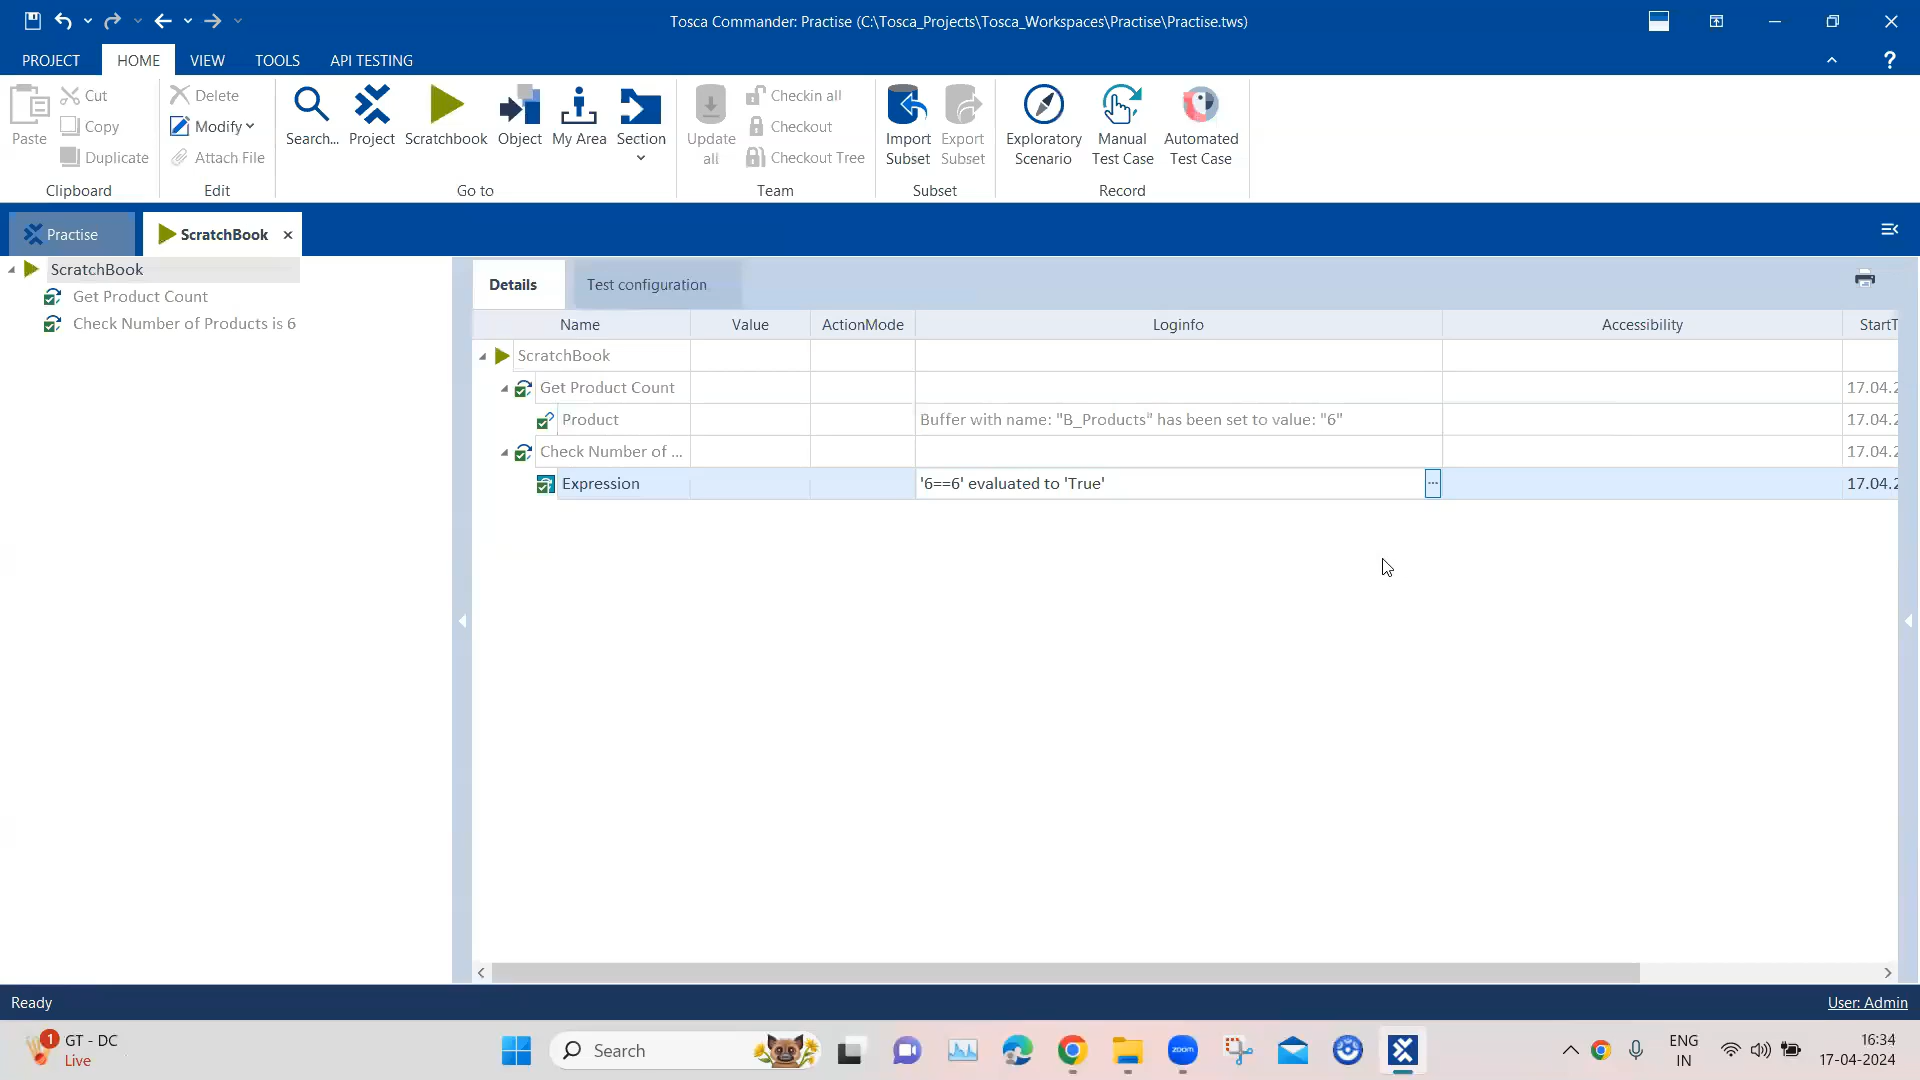 Tosca Commander: Practise (C:\Tosca_Projects\Tosca_Workspaces\Practise\Practise.tws)
PROJECT HOME VIEW TOOLS API TESTING
?
Paste
Cut
Copy
Duplicate
Clipboard
Delete
Modify
Attach File
Edit
Search...
Project
Scratchbook
Object
My Area
Section
Go to
Update all
Checkin all
Checkout
Checkout Tree
Team
Import Subset
Export Subset
Subset
Exploratory Scenario
Manual Test Case
Automated Test Case
Record
Practise
ScratchBook ×
ScratchBook
Get Product Count
Check Number of Products is 6
Details
Test configuration
Name Value ActionMode Loginfo Accessibility StartT
ScratchBook
Get Product Count 17.04.2
Product Buffer with name: "B_Products" has been set to value: "6" 17.04.2
Check Number of ... 17.04.2
Expression '6==6' evaluated to 'True' ... 17.04.2
Ready
User: Admin
1
GT - DC
Live
Search
zoom
ENG
IN
16:34
17-04-2024